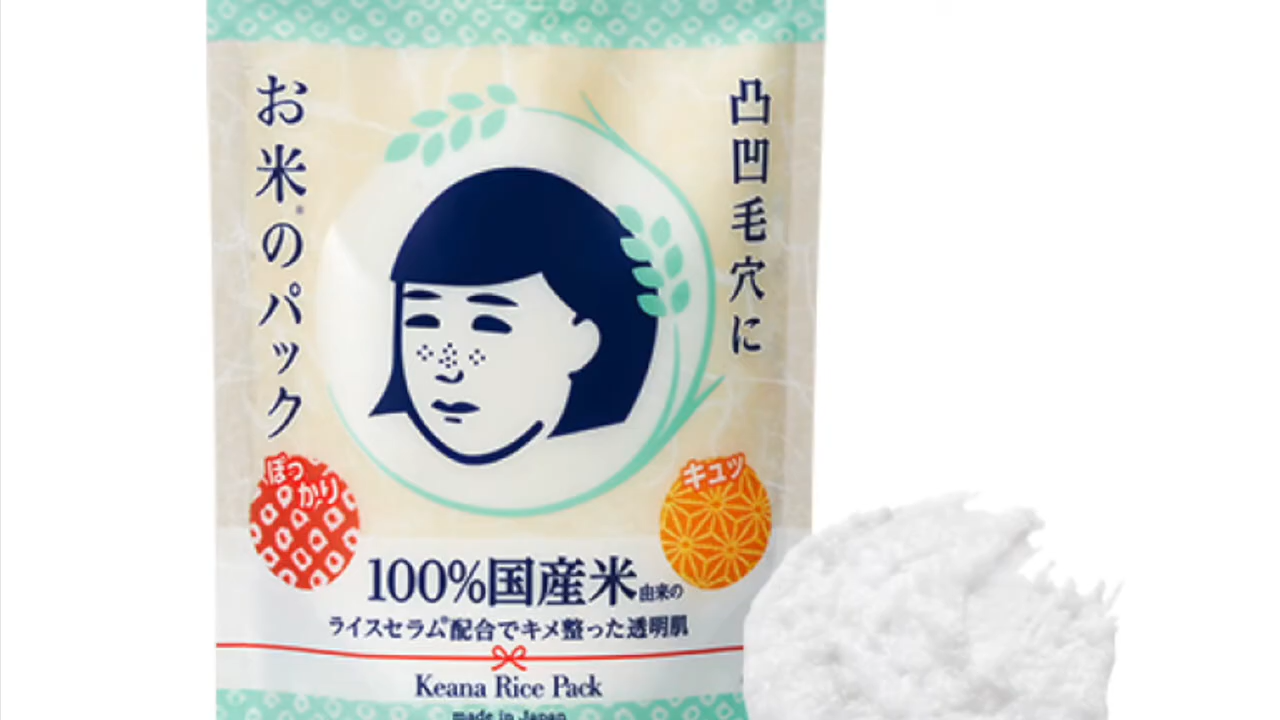 凸凹毛穴に
お米※のパック
ぽっ
かり
キュッ
100%国産米由来の
ライスセラム※配合でキメ整った透明肌
Keana Rice Pack
made in Japan